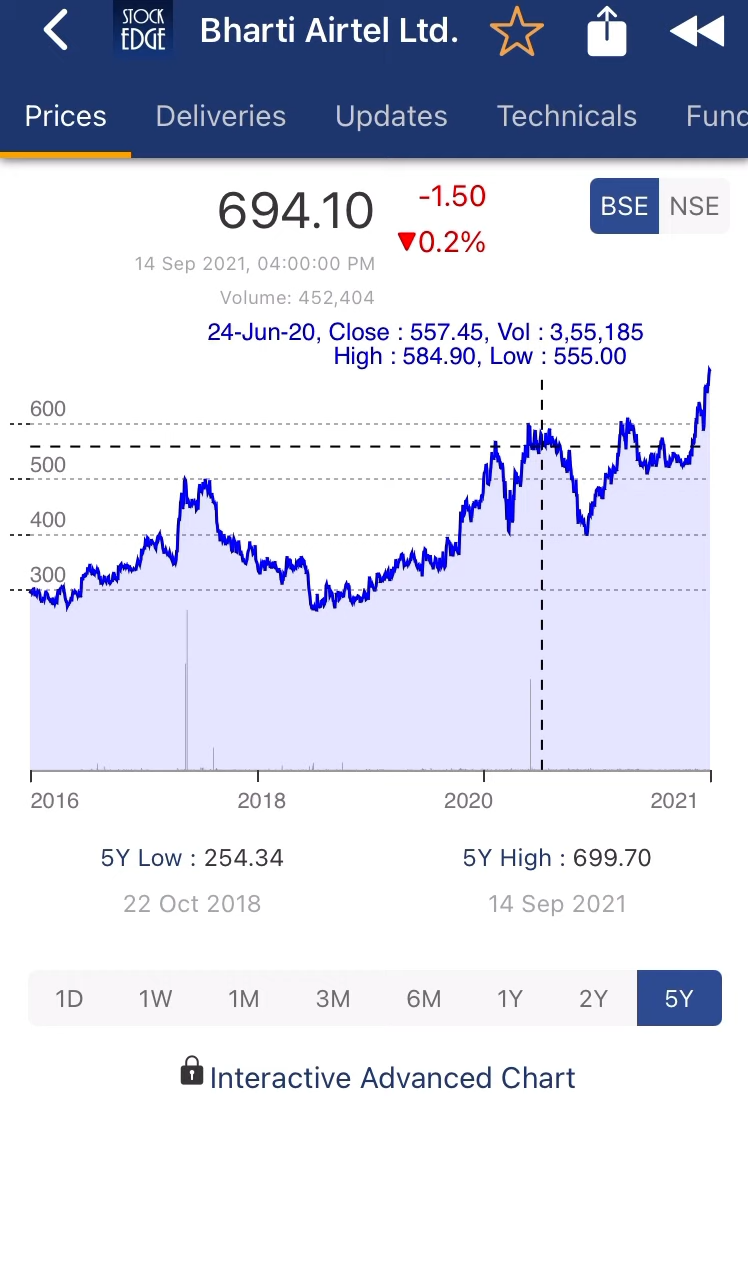 STOCK
EDGE
Bharti Airtel Ltd.
Prices Deliveries Updates Technicals Fund
694.10
-1.50
▼0.2%
BSE NSE
14 Sep 2021, 04:00:00 PM
Volume: 452,404
24-Jun-20, Close : 557.45, Vol : 3,55,185
High : 584.90, Low : 555.00
600
500
400
300
2016 2018 2020 2021
5Y Low : 254.34 5Y High : 699.70
22 Oct 2018 14 Sep 2021
1D 1W 1M 3M 6M 1Y 2Y 5Y
Interactive Advanced Chart